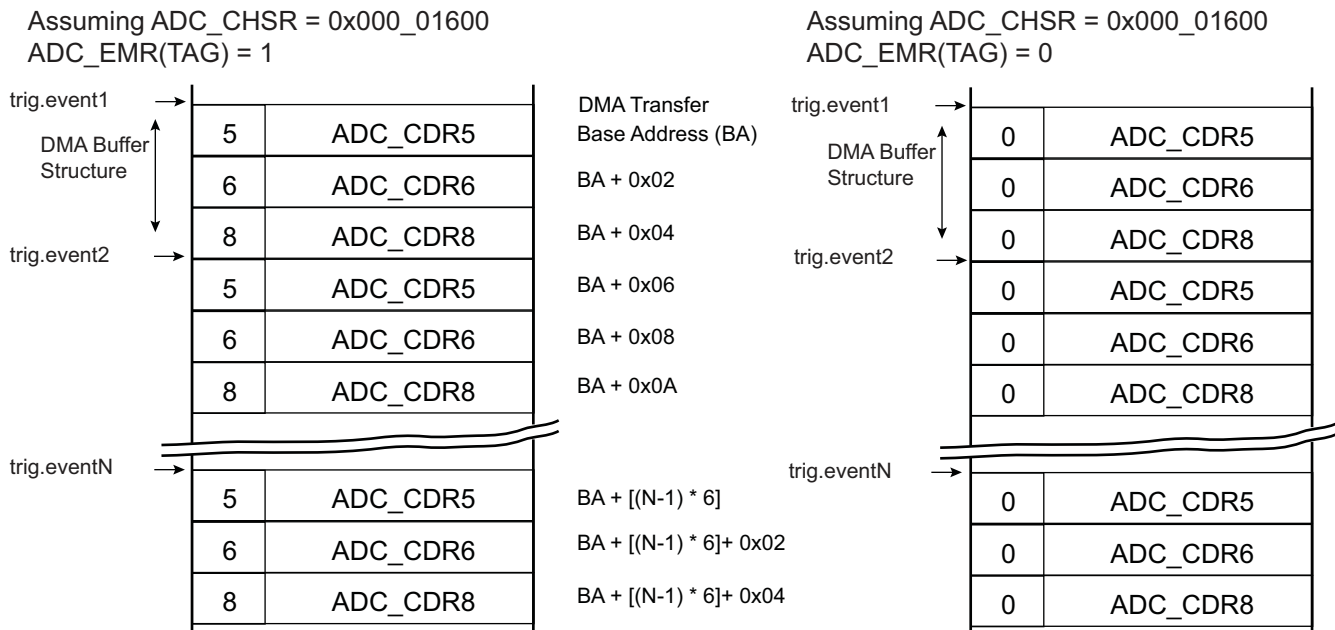 Assuming ADC_CHSR = 0x000_01600
ADC_EMR(TAG) = 1
trig.event1
DMA Buffer
Structure
5 ADC_CDR5
6 ADC_CDR6
8 ADC_CDR8
trig.event2
5 ADC_CDR5
6 ADC_CDR6
8 ADC_CDR8
trig.eventN
5 ADC_CDR5
6 ADC_CDR6
8 ADC_CDR8
DMA Transfer
Base Address (BA)
BA + 0x02
BA + 0x04
BA + 0x06
BA + 0x08
BA + 0x0A
BA + [(N-1) * 6]
BA + [(N-1) * 6]+ 0x02
BA + [(N-1) * 6]+ 0x04
Assuming ADC_CHSR = 0x000_01600
ADC_EMR(TAG) = 0
trig.event1
DMA Buffer
Structure
0 ADC_CDR5
0 ADC_CDR6
0 ADC_CDR8
trig.event2
0 ADC_CDR5
0 ADC_CDR6
0 ADC_CDR8
trig.eventN
0 ADC_CDR5
0 ADC_CDR6
0 ADC_CDR8